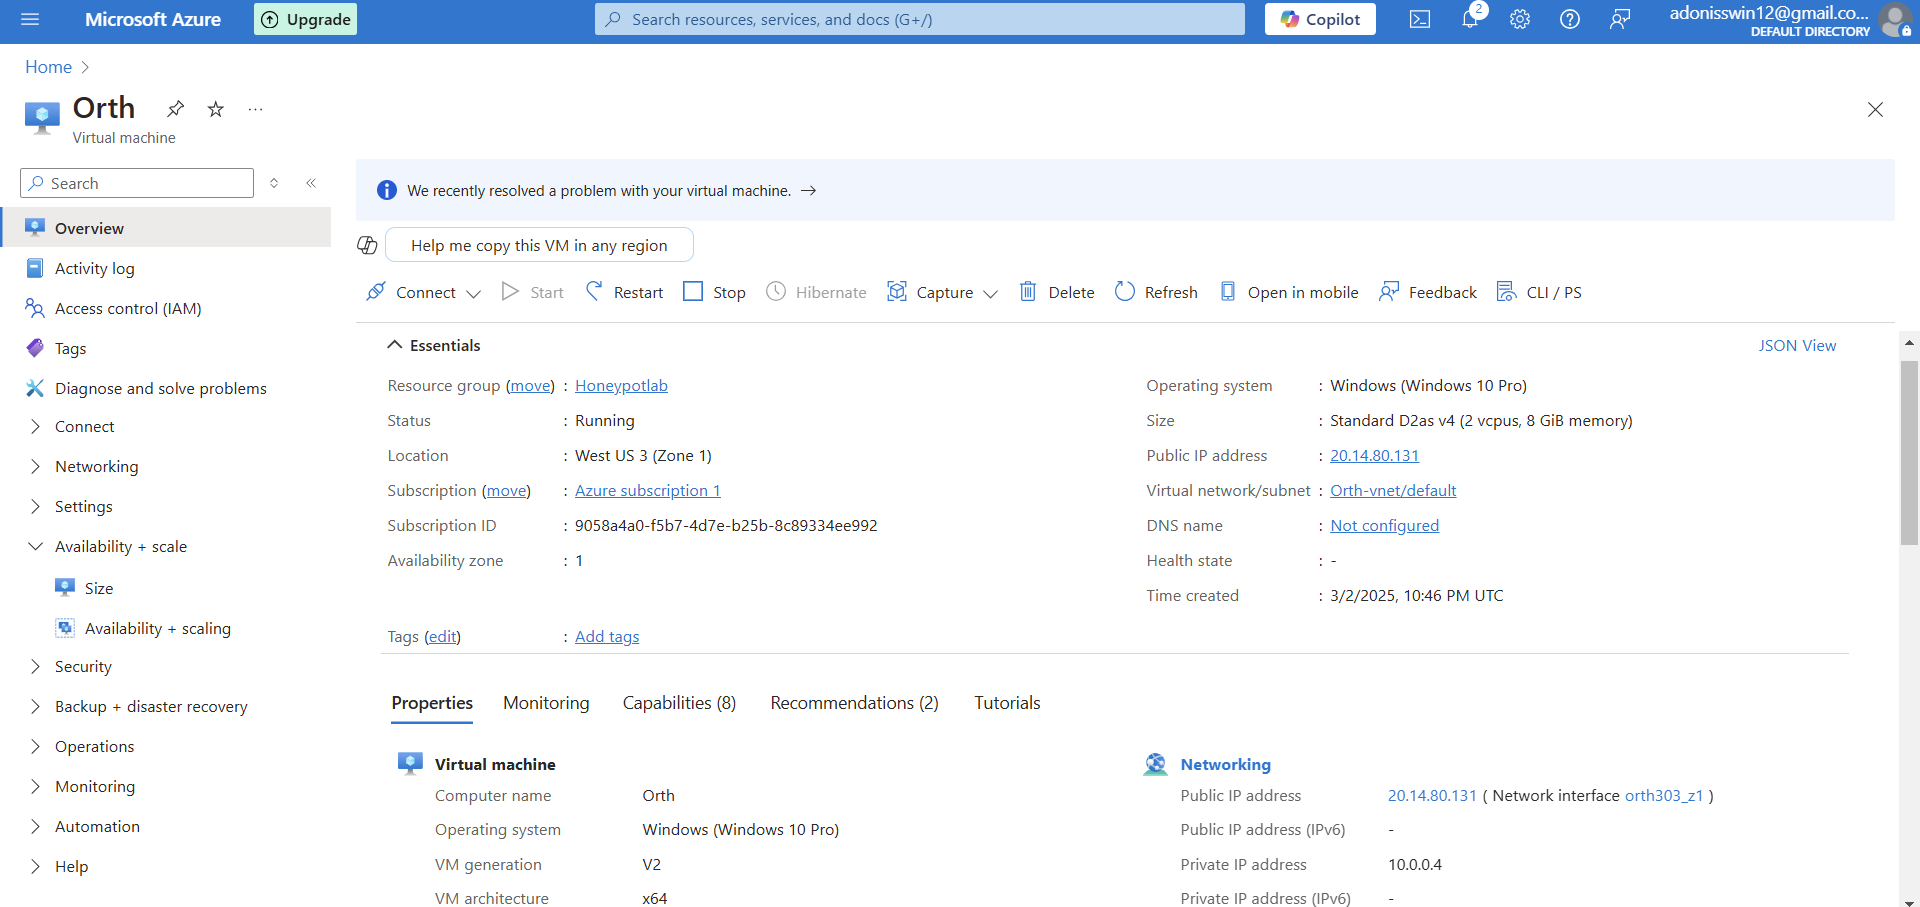 Microsoft Azure
Upgrade
Search resources, services, and docs (G+/)
Copilot
2
adonisswin12@gmail.co...
DEFAULT DIRECTORY
Home
Orth
Virtual machine
Search
Overview
Activity log
Access control (IAM)
Tags
Diagnose and solve problems
Connect
Networking
Settings
Availability + scale
Size
Availability + scaling
Security
Backup + disaster recovery
Operations
Monitoring
Automation
Help
We recently resolved a problem with your virtual machine. →
Help me copy this VM in any region
Connect Start Restart Stop Hibernate Capture Delete Refresh Open in mobile Feedback CLI / PS
Essentials
JSON View
Resource group (move) : Honeypotlab
Status : Running
Location : West US 3 (Zone 1)
Subscription (move) : Azure subscription 1
Subscription ID : 9058a4a0-f5b7-4d7e-b25b-8c89334ee992
Availability zone : 1
Operating system : Windows (Windows 10 Pro)
Size : Standard D2as v4 (2 vcpus, 8 GiB memory)
Public IP address : 20.14.80.131
Virtual network/subnet : Orth-vnet/default
DNS name : Not configured
Health state : -
Time created : 3/2/2025, 10:46 PM UTC
Tags (edit) : Add tags
Properties Monitoring Capabilities (8) Recommendations (2) Tutorials
Virtual machine
Computer name Orth
Operating system Windows (Windows 10 Pro)
VM generation V2
VM architecture x64
Networking
Public IP address 20.14.80.131 ( Network interface orth303_z1 )
Public IP address (IPv6) -
Private IP address 10.0.0.4
Private IP address (IPv6) -